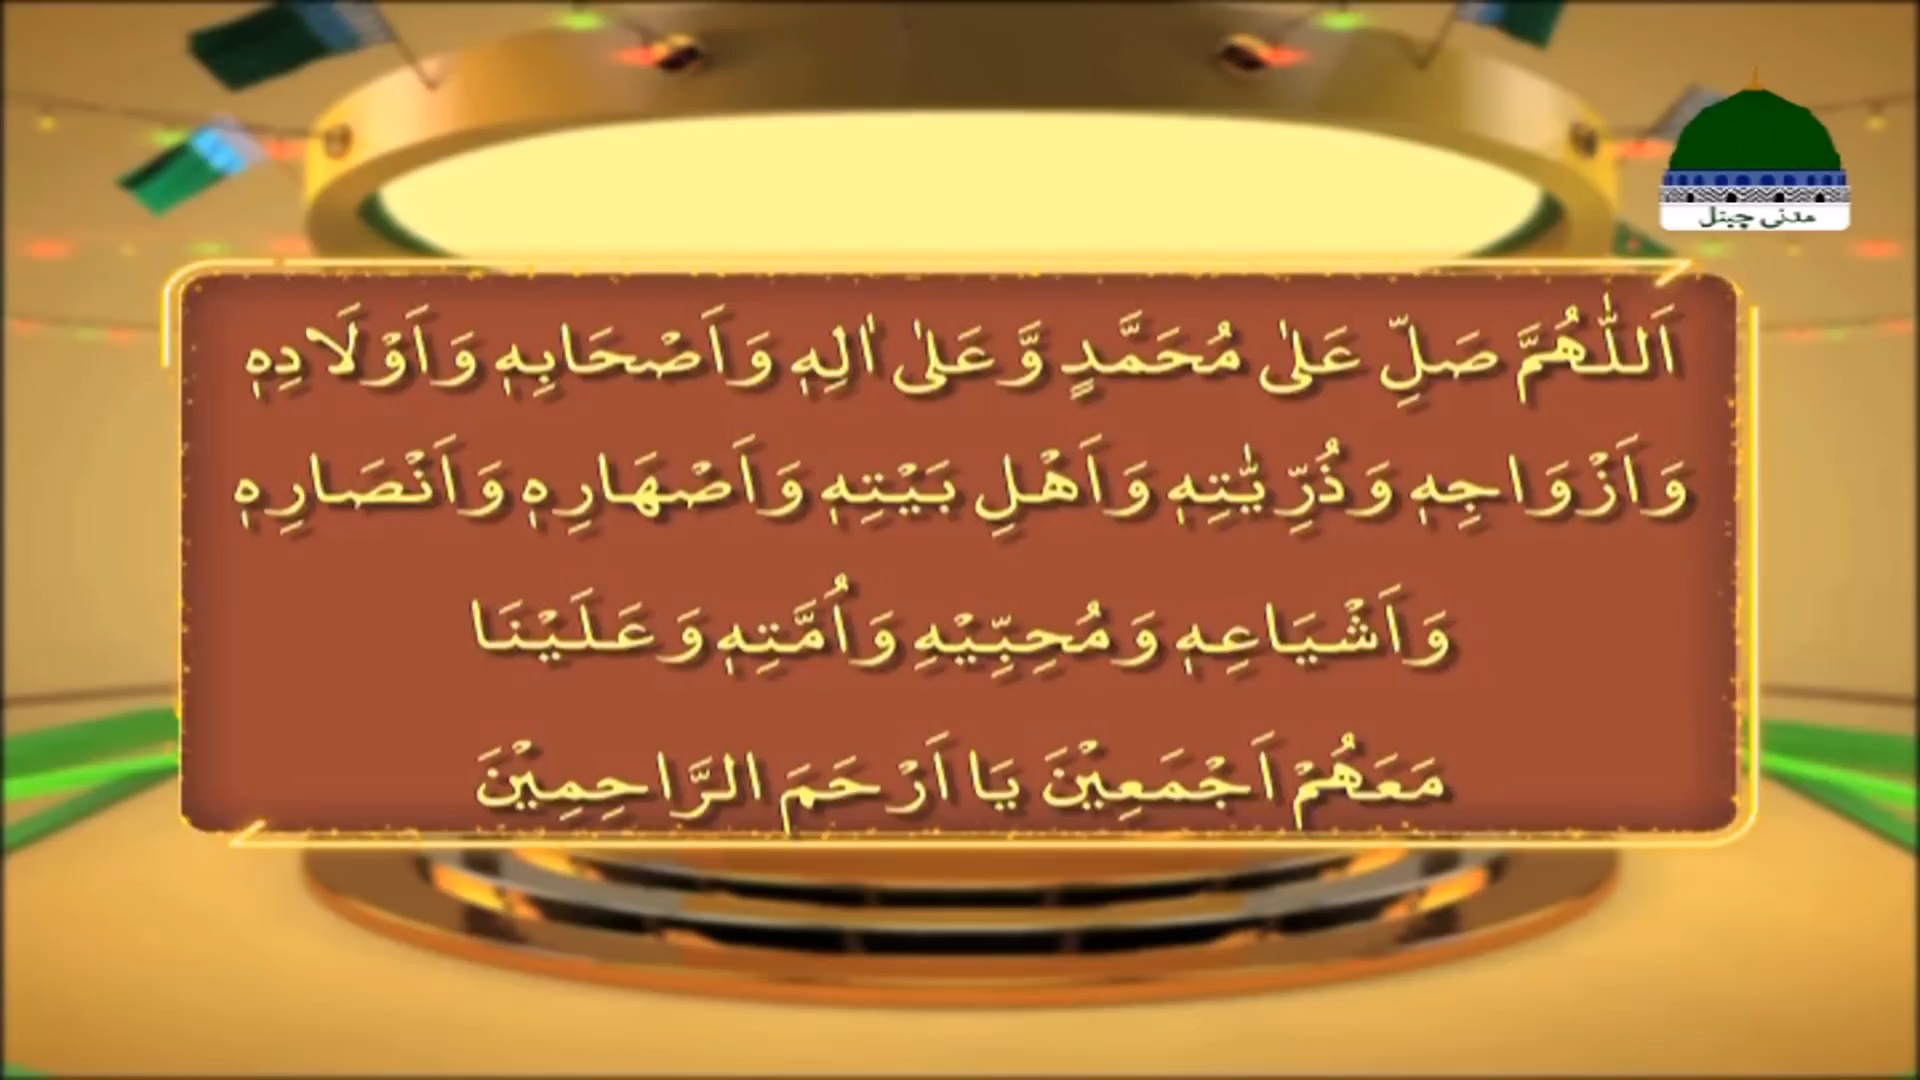 مدنی چینل
اَللّٰهُمَّ صَلِّ عَلٰی مُحَمَّدٍ وَّ عَلٰی اٰلِهٖ وَاَصْحَابِهٖ وَاَوْلَادِهٖ
وَاَزْوَاجِهٖ وَذُرِّیّٰتِهٖ وَاَهْلِ بَیْتِهٖ وَاَصْهَارِهٖ وَاَنْصَارِهٖ
وَاَشْیَاعِهٖ وَمُحِبِّیْهِ وَاُمَّتِهٖ وَعَلَیْنَا
مَعَهُمْ اَجْمَعِیْنَ یَا اَرْحَمَ الرَّاحِمِیْنَ